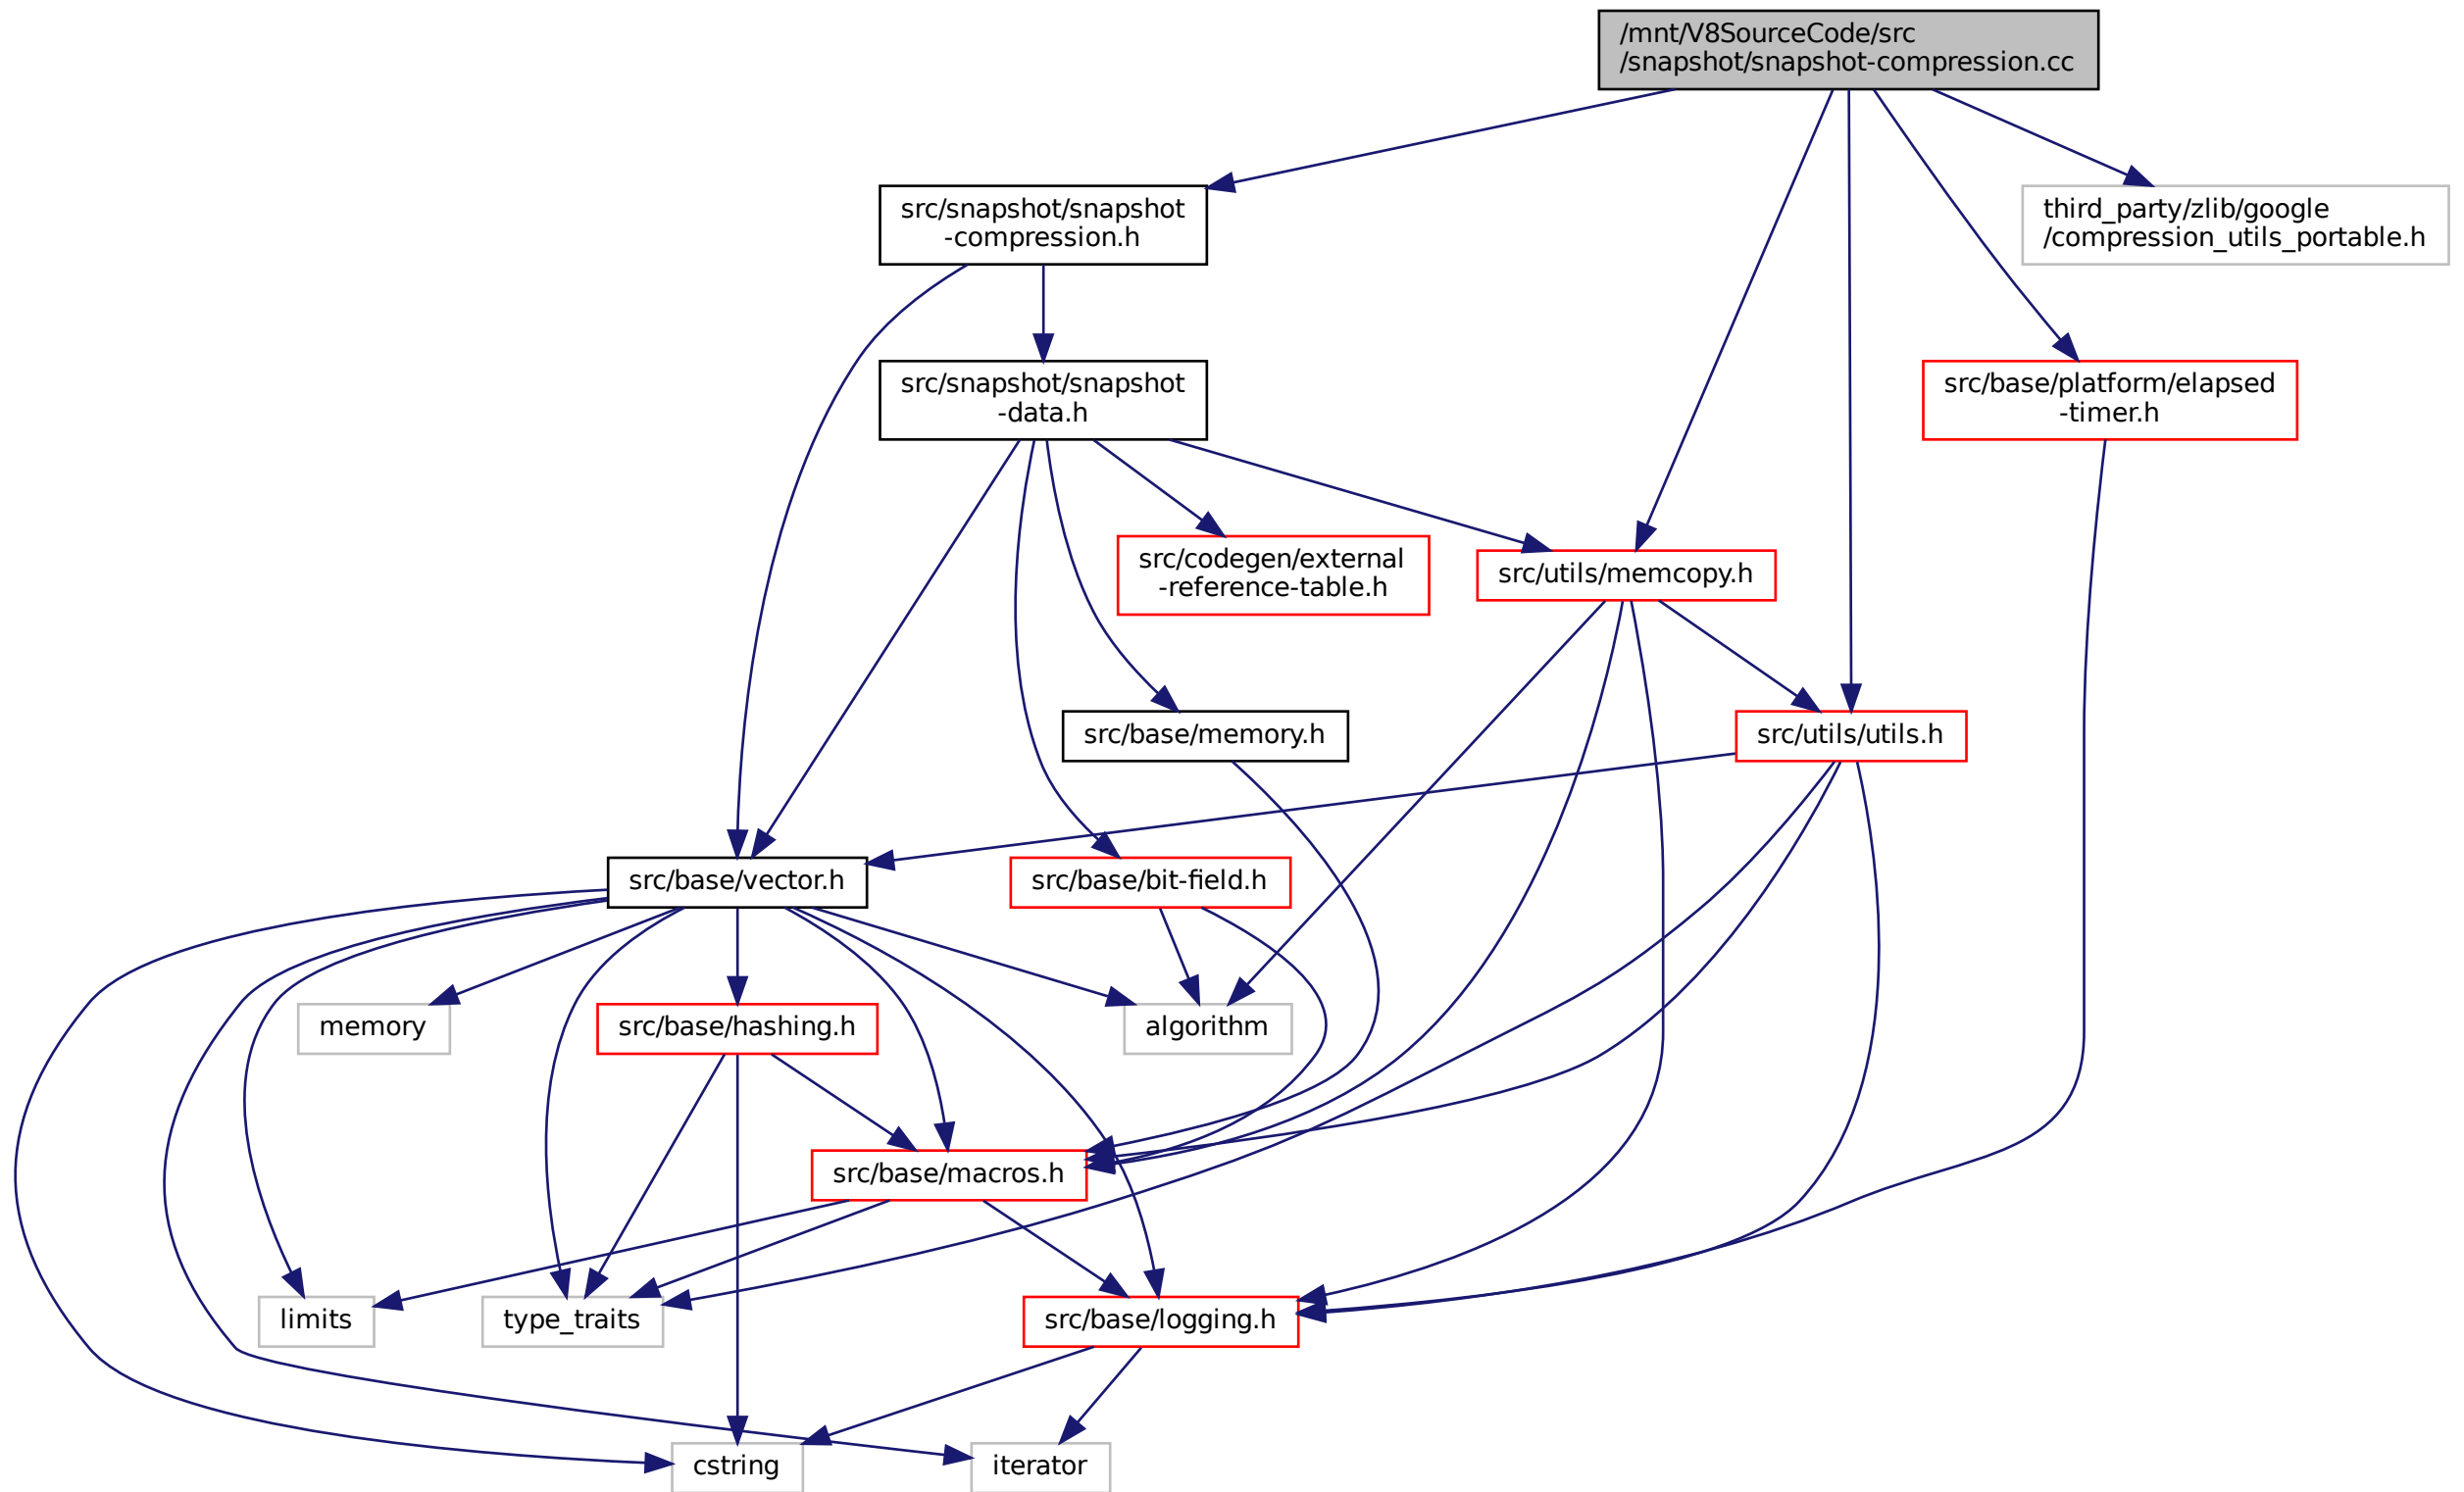 /mnt/V8SourceCode/src
/snapshot/snapshot-compression.cc
src/snapshot/snapshot
-compression.h
third_party/zlib/google
/compression_utils_portable.h
src/snapshot/snapshot
-data.h
src/base/platform/elapsed
-timer.h
src/codegen/external
-reference-table.h
src/utils/memcopy.h
src/base/memory.h
src/utils/utils.h
src/base/vector.h
src/base/bit-field.h
memory
src/base/hashing.h
algorithm
src/base/macros.h
limits
type_traits
src/base/logging.h
cstring
iterator